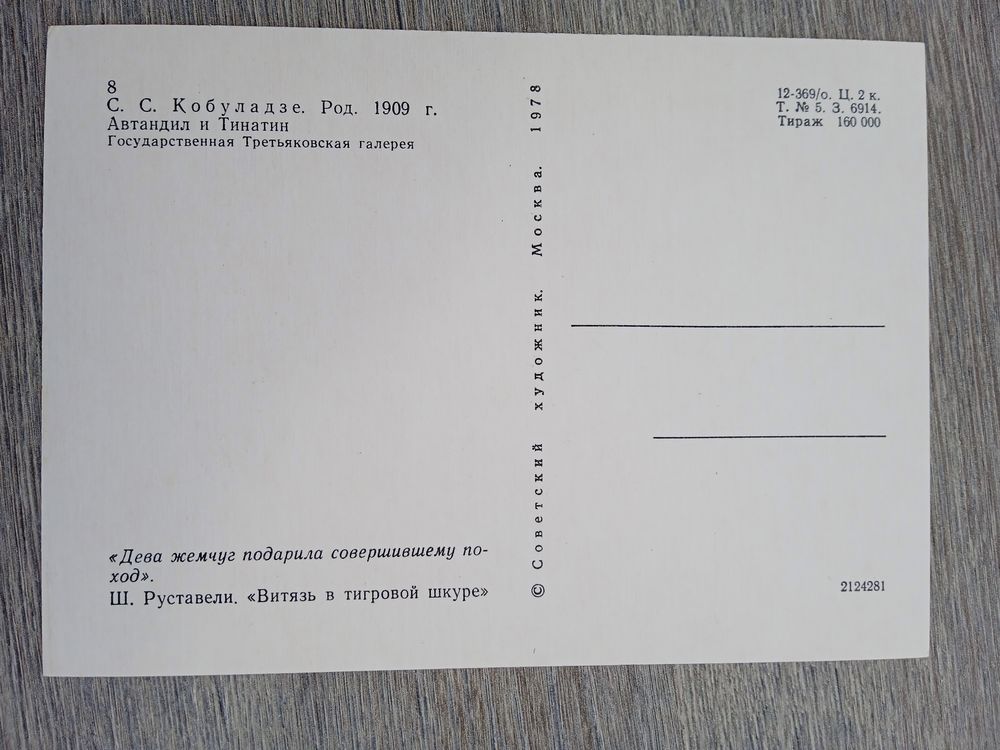 8
С. С. Кобуладзе. Род. 1909 г.
Автандил и Тинатин
Государственная Третьяковская галерея
«Дева жемчуг подарила совершившему по-
ход».
Ш. Руставели. «Витязь в тигровой шкуре»
© Советский художник. Москва. 1978
12-369/о. Ц. 2 к.
Т. № 5. З. 6914.
Тираж 160 000
2124281